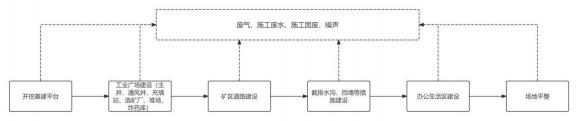 废气、施工废水、施工固废、噪声
开挖基建平台
工业广场建设（主
井、通风井、充填
站、选矿厂、堆场、
炸药库）
矿区道路建设
截排水沟、挡墙等措
施建设
办公生活区建设
场地平整